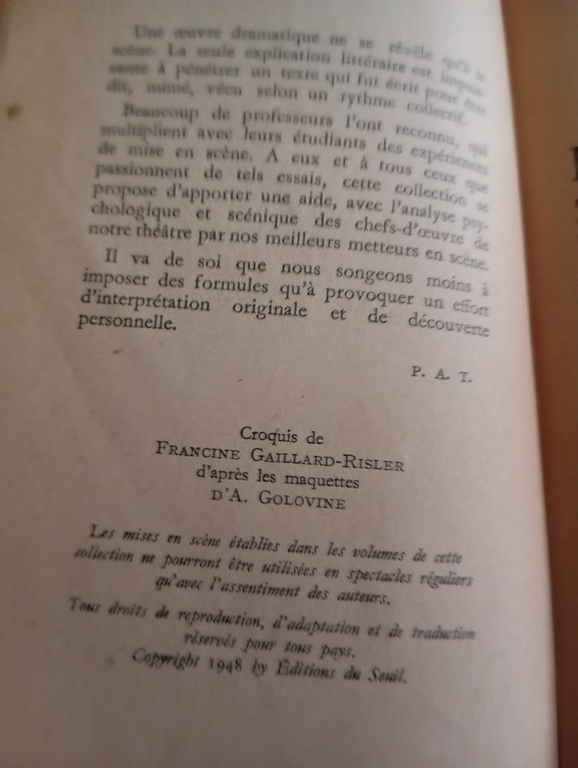 Une œuvre dramatique ne se révèle qu'à la
scène. La seule explication littéraire est impuis-
sante à pénétrer un texte qui fut écrit pour être
dit, mimé, vécu selon un rythme collectif.
Beaucoup de professeurs l'ont reconnu, qui
multiplient avec leurs étudiants des expériences
de mise en scène. A eux et à tous ceux que
passionnent de tels essais, cette collection se
propose d'apporter une aide, avec l'analyse psy-
chologique et scénique des chefs-d'œuvre de
notre théâtre par nos meilleurs metteurs en scène.
Il va de soi que nous songeons moins à
imposer des formules qu'à provoquer un effort
d'interprétation originale et de découverte
personnelle.
P. A. T.
Croquis de
FRANCINE GAILLARD-RISLER
d'après les maquettes
D'A. GOLOVINE
Les mises en scène établies dans les volumes de cette
collection ne pourront être utilisées en spectacles réguliers
qu'avec l'assentiment des auteurs.
Tous droits de reproduction, d'adaptation et de traduction
réservés pour tous pays.
Copyright 1948 by Éditions du Seuil.